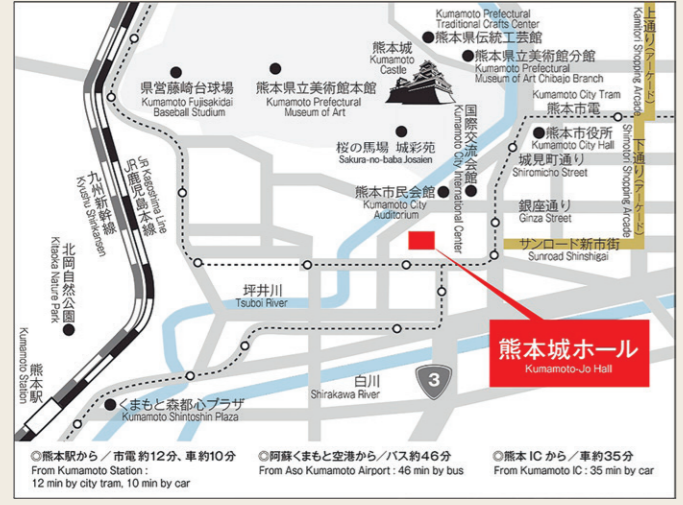 Kumamoto Prefectural
Traditional Crafts Center
熊本県伝統工芸館
熊本城
Kumamoto
Castle
熊本県立美術館分館
Kumamoto Prefectural
Museum of Art Chibajo Branch
上通り(アーケード)
Kamitori Shopping Arcade
県営藤崎台球場
Kumamoto Fujisakidai
Baseball Studium
熊本県立美術館本館
Kumamoto Prefectural
Museum of Art
Kumamoto City Tram
熊本市電
国際交流会館
Kumamoto City International Center
桜の馬場 城彩苑
Sakura-no-baba Josaien
熊本市役所
Kumamoto City Hall
城見町通り
Shiromicho Street
下通り(アーケード)
Shimotori Shopping Arcade
熊本市民会館
Kumamoto City
Auditorium
銀座通り
Ginza Street
サンロード新市街
Sunroad Shinshigai
JR Kagoshima Line
JR鹿児島本線
九州新幹線
Kyushu Shinkansen
北岡自然公園
Kitaoka Nature Park
坪井川
Tsuboi River
熊本城ホール
Kumamoto-Jo Hall
熊本駅
Kumamoto Station
白川
Shirakawa River
3
くまもと森都心プラザ
Kumamoto Shintoshin Plaza
◎熊本駅から/市電約12分、車約10分
From Kumamoto Station :
12 min by city tram, 10 min by car
◎阿蘇くまもと空港から/バス約46分
From Aso Kumamoto Airport : 46 min by bus
◎熊本 IC から/車約35分
From Kumamoto IC : 35 min by car